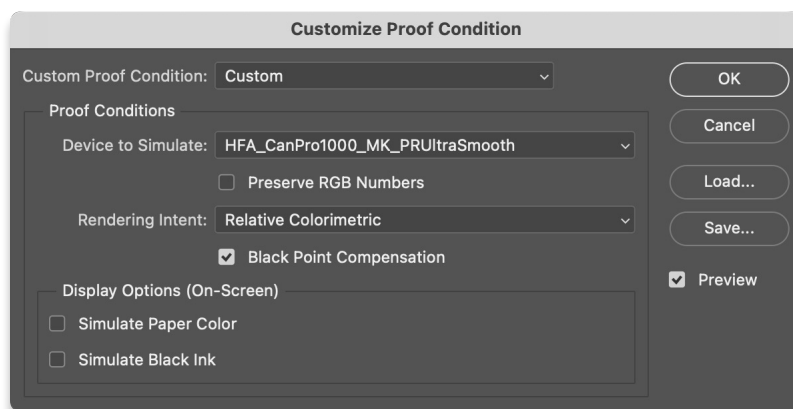 Customize Proof Condition
Custom Proof Condition: Custom
OK
Proof Conditions
Cancel
Device to Simulate: HFA_CanPro1000_MK_PRUltraSmooth
Preserve RGB Numbers
Load...
Rendering Intent: Relative Colorimetric
Save...
Black Point Compensation
Preview
Display Options (On-Screen)
Simulate Paper Color
Simulate Black Ink